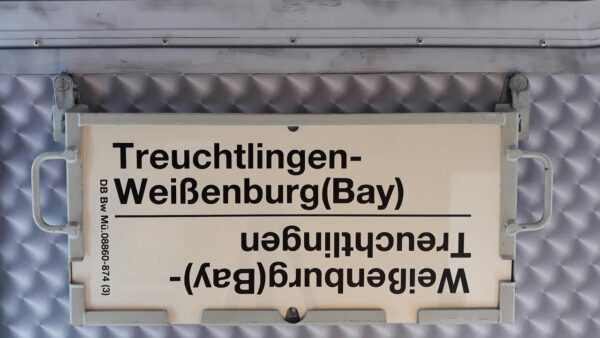 Treuchtlingen-
Weißenburg(Bay)
Weißenburg(Bay)-
Treuchtlingen
DB Bw Mü.08860-874 (3)